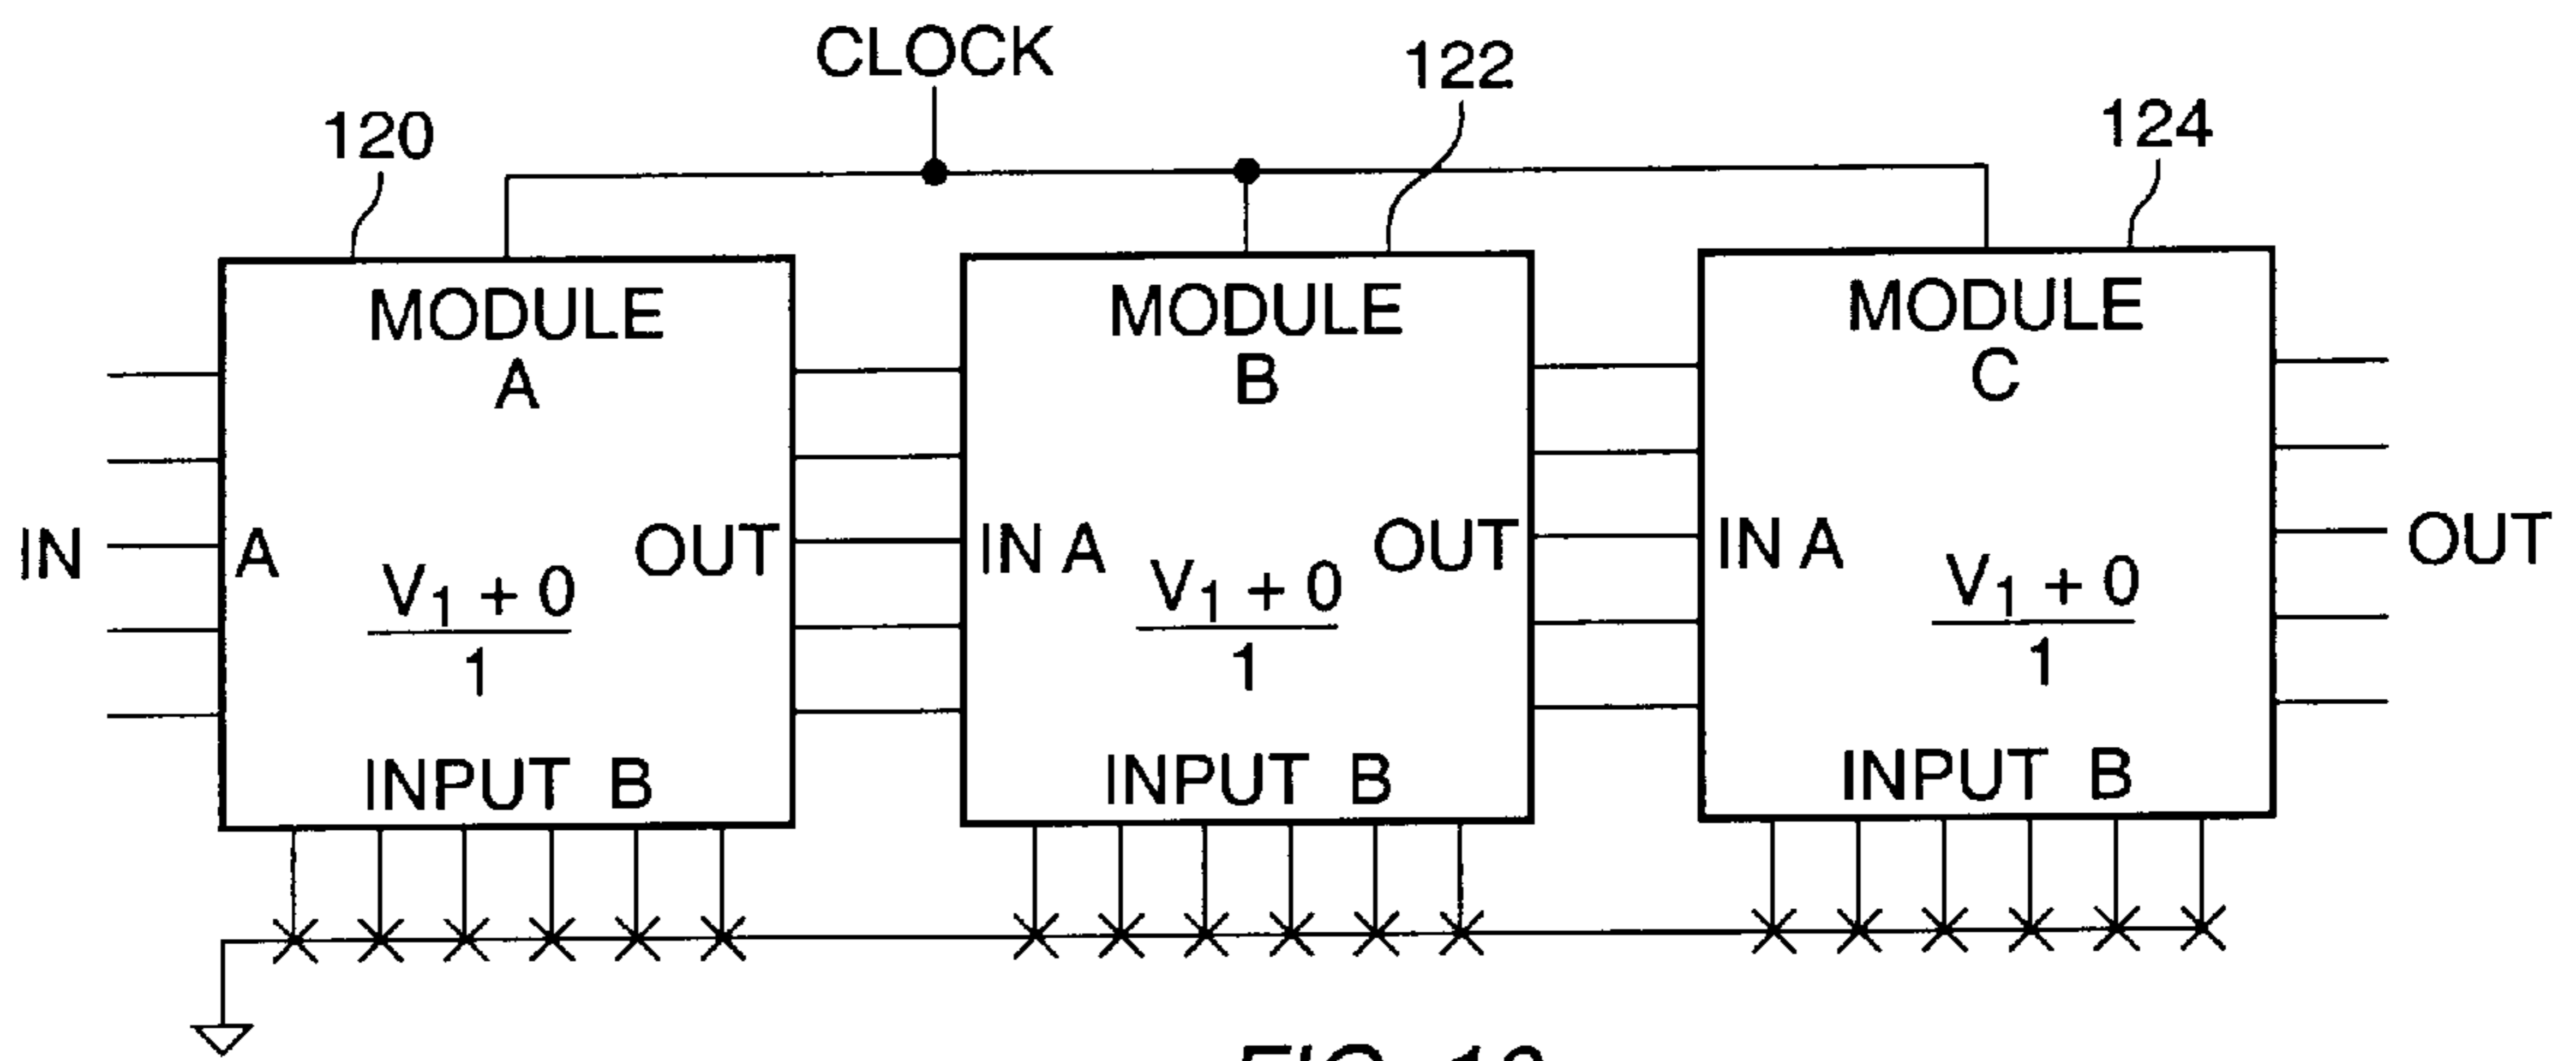 CLOCK
120
122
124
MODULE
A
MODULE
B
MODULE
C
IN
A
OUT
IN A
OUT
IN A
OUT
V1 + 0
1
V1 + 0
1
V1 + 0
1
INPUT B
INPUT B
INPUT B